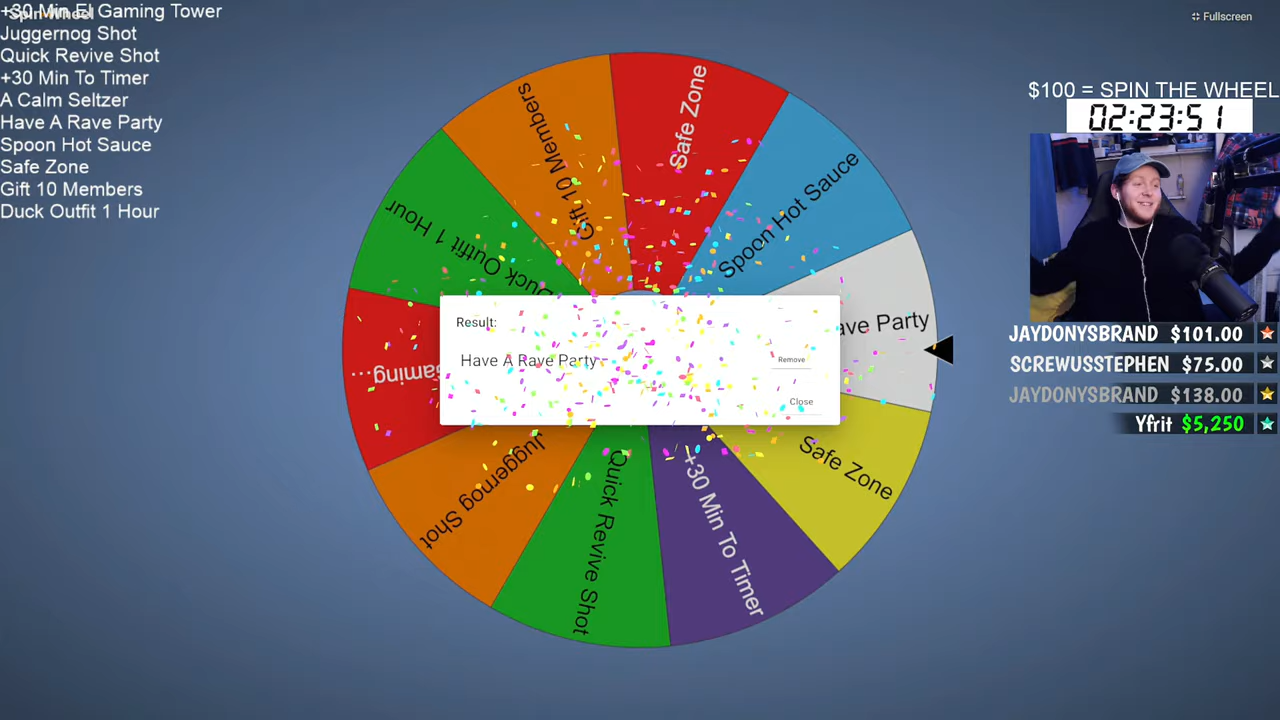 +30 Min El Gaming Tower
Spin Wheel
Juggernog Shot
Quick Revive Shot
+30 Min To Timer
A Calm Seltzer
Have A Rave Party
Spoon Hot Sauce
Safe Zone
Gift 10 Members
Duck Outfit 1 Hour
Fullscreen
Gift 10 Members
Safe Zone
Spoon Hot Sauce
ave Party
Safe Zone
+30 Min To Timer
Quick Revive Shot
Juggernog Shot
Gaming...
Duck Outfit 1 Hour
Result:
Have A Rave Party
Remove
Close
$100 = SPIN THE WHEEL
02:23:51
JAYDONYSBRAND $101.00
SCREWUSSTEPHEN $75.00
JAYDONYSBRAND $138.00
Yfrit $5,250